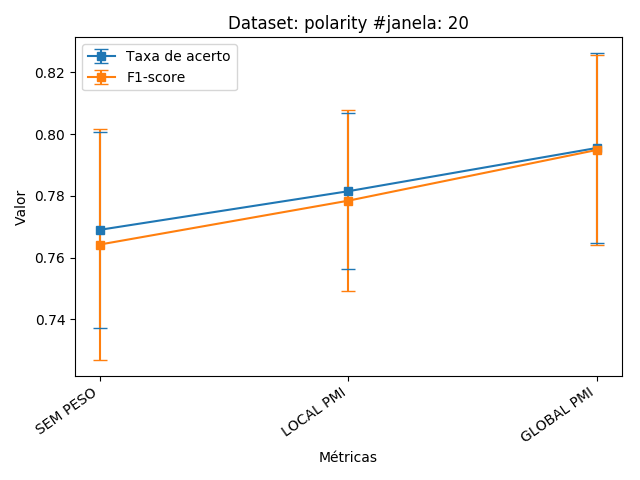 Dataset: polarity #janela: 20
Taxa de acerto
F1-score
Valor
0.82
0.80
0.78
0.76
0.74
SEM PESO
LOCAL PMI
GLOBAL PMI
Métricas